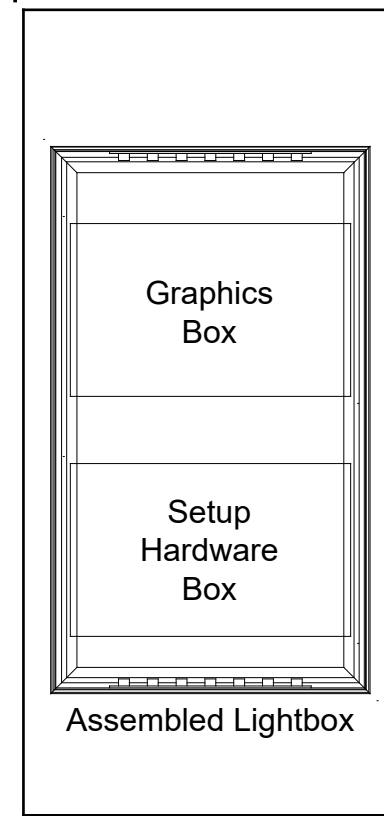 Graphics
Box
Setup
Hardware
Box
Assembled Lightbox